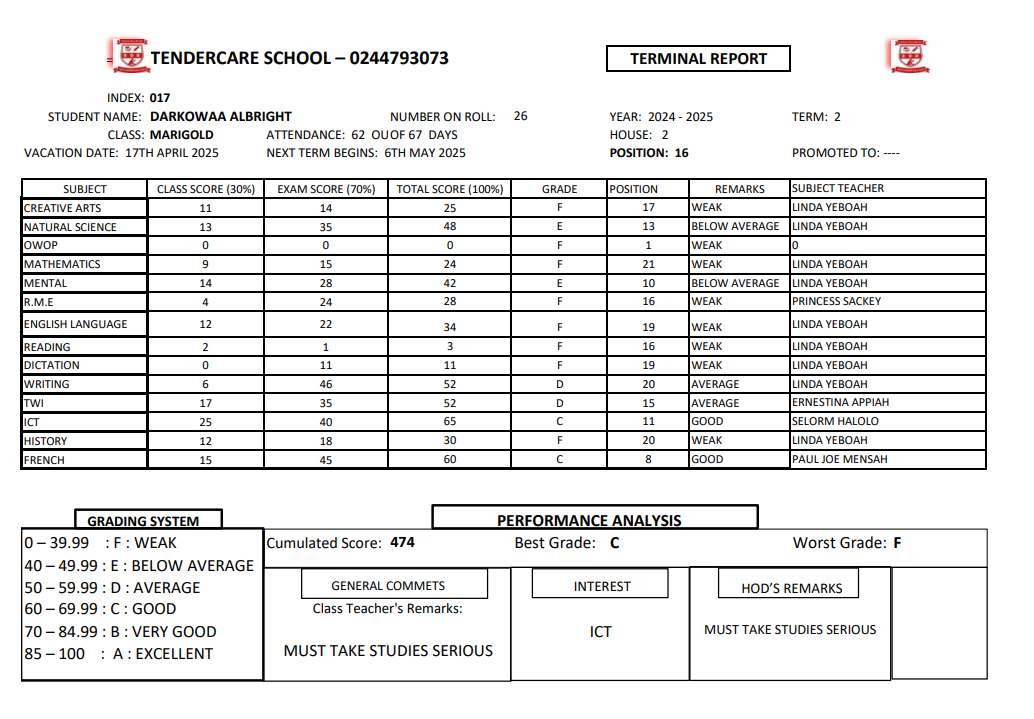 TENDERCARE SCHOOL – 0244793073
TERMINAL REPORT
INDEX: 017
STUDENT NAME: DARKOWAA ALBRIGHT NUMBER ON ROLL: 26 YEAR: 2024 - 2025 TERM: 2
CLASS: MARIGOLD ATTENDANCE: 62 OUOF 67 DAYS HOUSE: 2
VACATION DATE: 17TH APRIL 2025 NEXT TERM BEGINS: 6TH MAY 2025 POSITION: 16 PROMOTED TO: ----
SUBJECT CLASS SCORE (30%) EXAM SCORE (70%) TOTAL SCORE (100%) GRADE POSITION REMARKS SUBJECT TEACHER
CREATIVE ARTS 11 14 25 F 17 WEAK LINDA YEBOAH
NATURAL SCIENCE 13 35 48 E 13 BELOW AVERAGE LINDA YEBOAH
OWOP 0 0 0 F 1 WEAK 0
MATHEMATICS 9 15 24 F 21 WEAK LINDA YEBOAH
MENTAL 14 28 42 E 10 BELOW AVERAGE LINDA YEBOAH
R.M.E 4 24 28 F 16 WEAK PRINCESS SACKEY
ENGLISH LANGUAGE 12 22 34 F 19 WEAK LINDA YEBOAH
READING 2 1 3 F 16 WEAK LINDA YEBOAH
DICTATION 0 11 11 F 19 WEAK LINDA YEBOAH
WRITING 6 46 52 D 20 AVERAGE LINDA YEBOAH
TWI 17 35 52 D 15 AVERAGE ERNESTINA APPIAH
ICT 25 40 65 C 11 GOOD SELORM HALOLO
HISTORY 12 18 30 F 20 WEAK LINDA YEBOAH
FRENCH 15 45 60 C 8 GOOD PAUL JOE MENSAH
GRADING SYSTEM
0 – 39.99 : F : WEAK
40 – 49.99 : E : BELOW AVERAGE
50 – 59.99 : D : AVERAGE
60 – 69.99 : C : GOOD
70 – 84.99 : B : VERY GOOD
85 – 100 : A : EXCELLENT
PERFORMANCE ANALYSIS
Cumulated Score: 474 Best Grade: C Worst Grade: F
GENERAL COMMETS
Class Teacher's Remarks:
MUST TAKE STUDIES SERIOUS
INTEREST
ICT
HOD'S REMARKS
MUST TAKE STUDIES SERIOUS